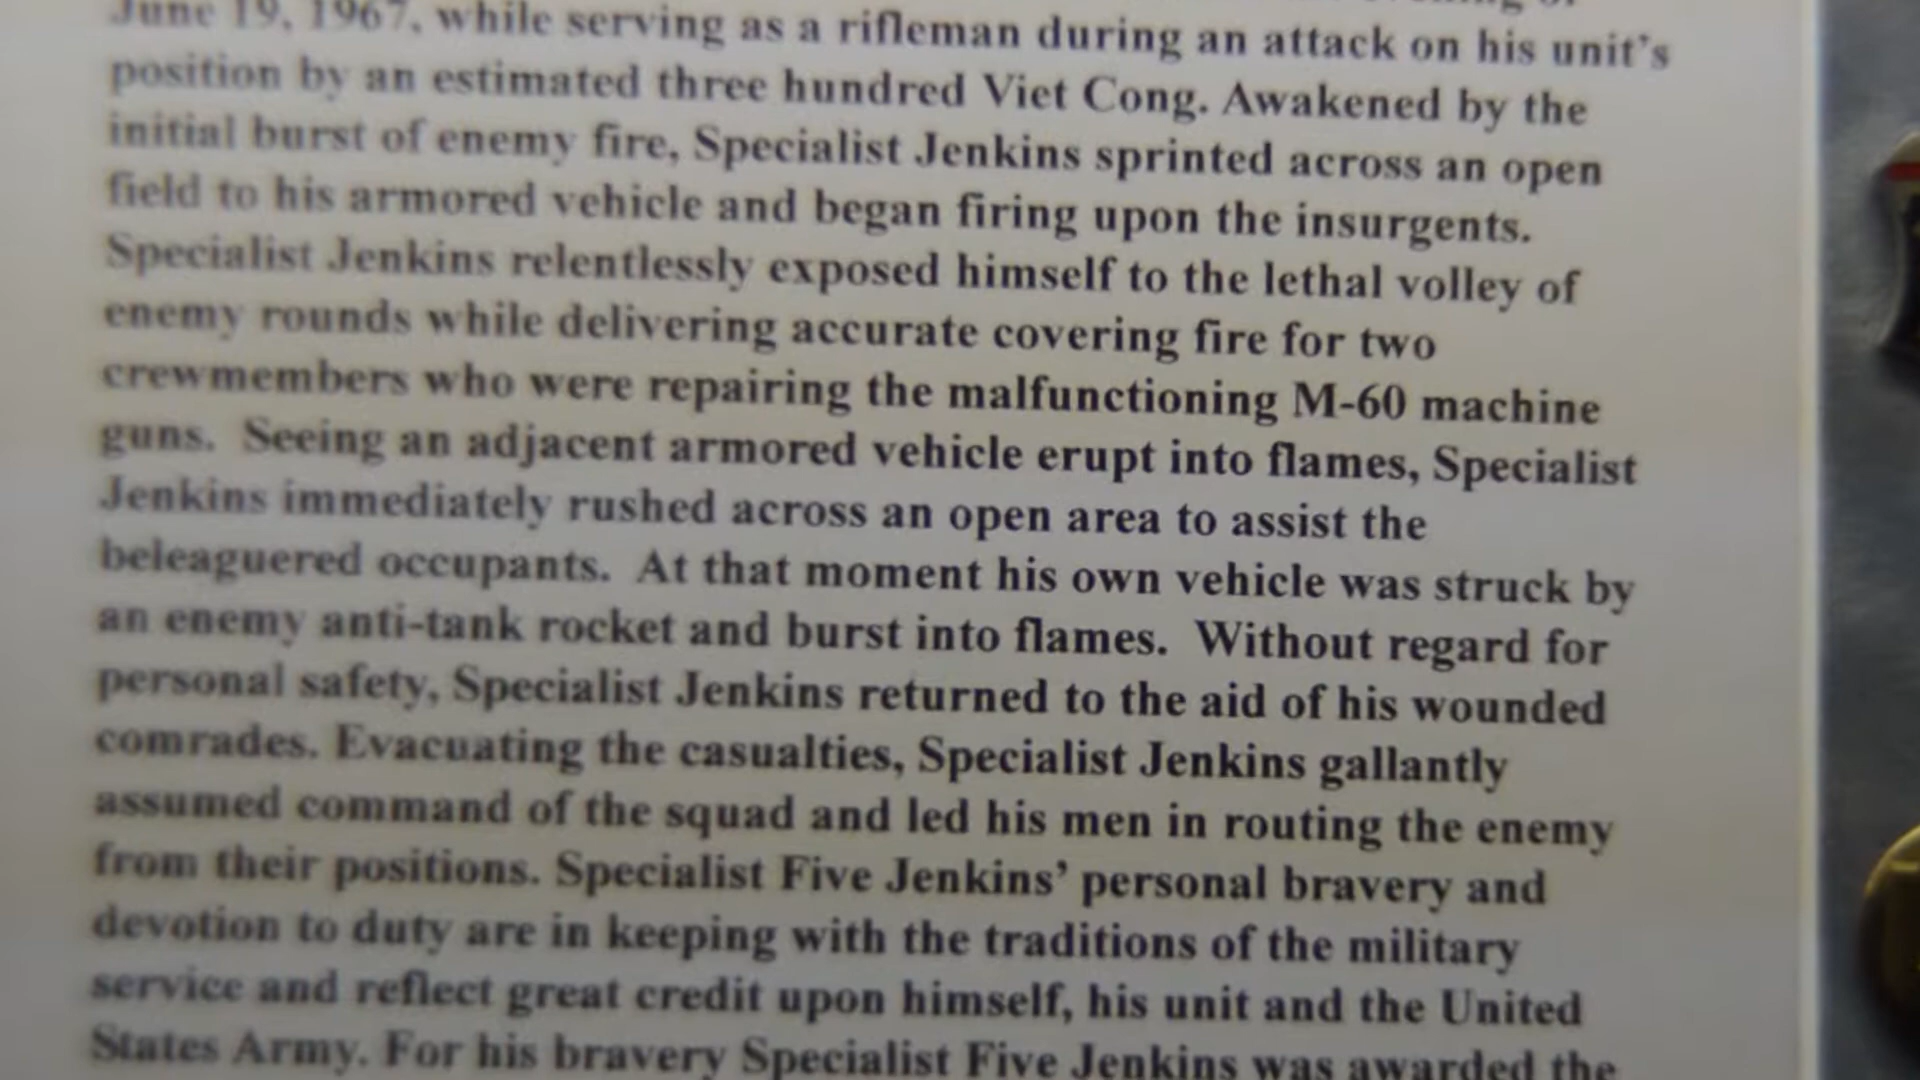 June 19, 1967, while serving as a rifleman during an attack on his unit's
position by an estimated three hundred Viet Cong. Awakened by the
initial burst of enemy fire, Specialist Jenkins sprinted across an open
field to his armored vehicle and began firing upon the insurgents.
Specialist Jenkins relentlessly exposed himself to the lethal volley of
enemy rounds while delivering accurate covering fire for two
crewmembers who were repairing the malfunctioning M-60 machine
guns. Seeing an adjacent armored vehicle erupt into flames, Specialist
Jenkins immediately rushed across an open area to assist the
beleaguered occupants. At that moment his own vehicle was struck by
an enemy anti-tank rocket and burst into flames. Without regard for
personal safety, Specialist Jenkins returned to the aid of his wounded
comrades. Evacuating the casualties, Specialist Jenkins gallantly
assumed command of the squad and led his men in routing the enemy
from their positions. Specialist Five Jenkins' personal bravery and
devotion to duty are in keeping with the traditions of the military
service and reflect great credit upon himself, his unit and the United
States Army. For his bravery Specialist Five Jenkins was awarded the